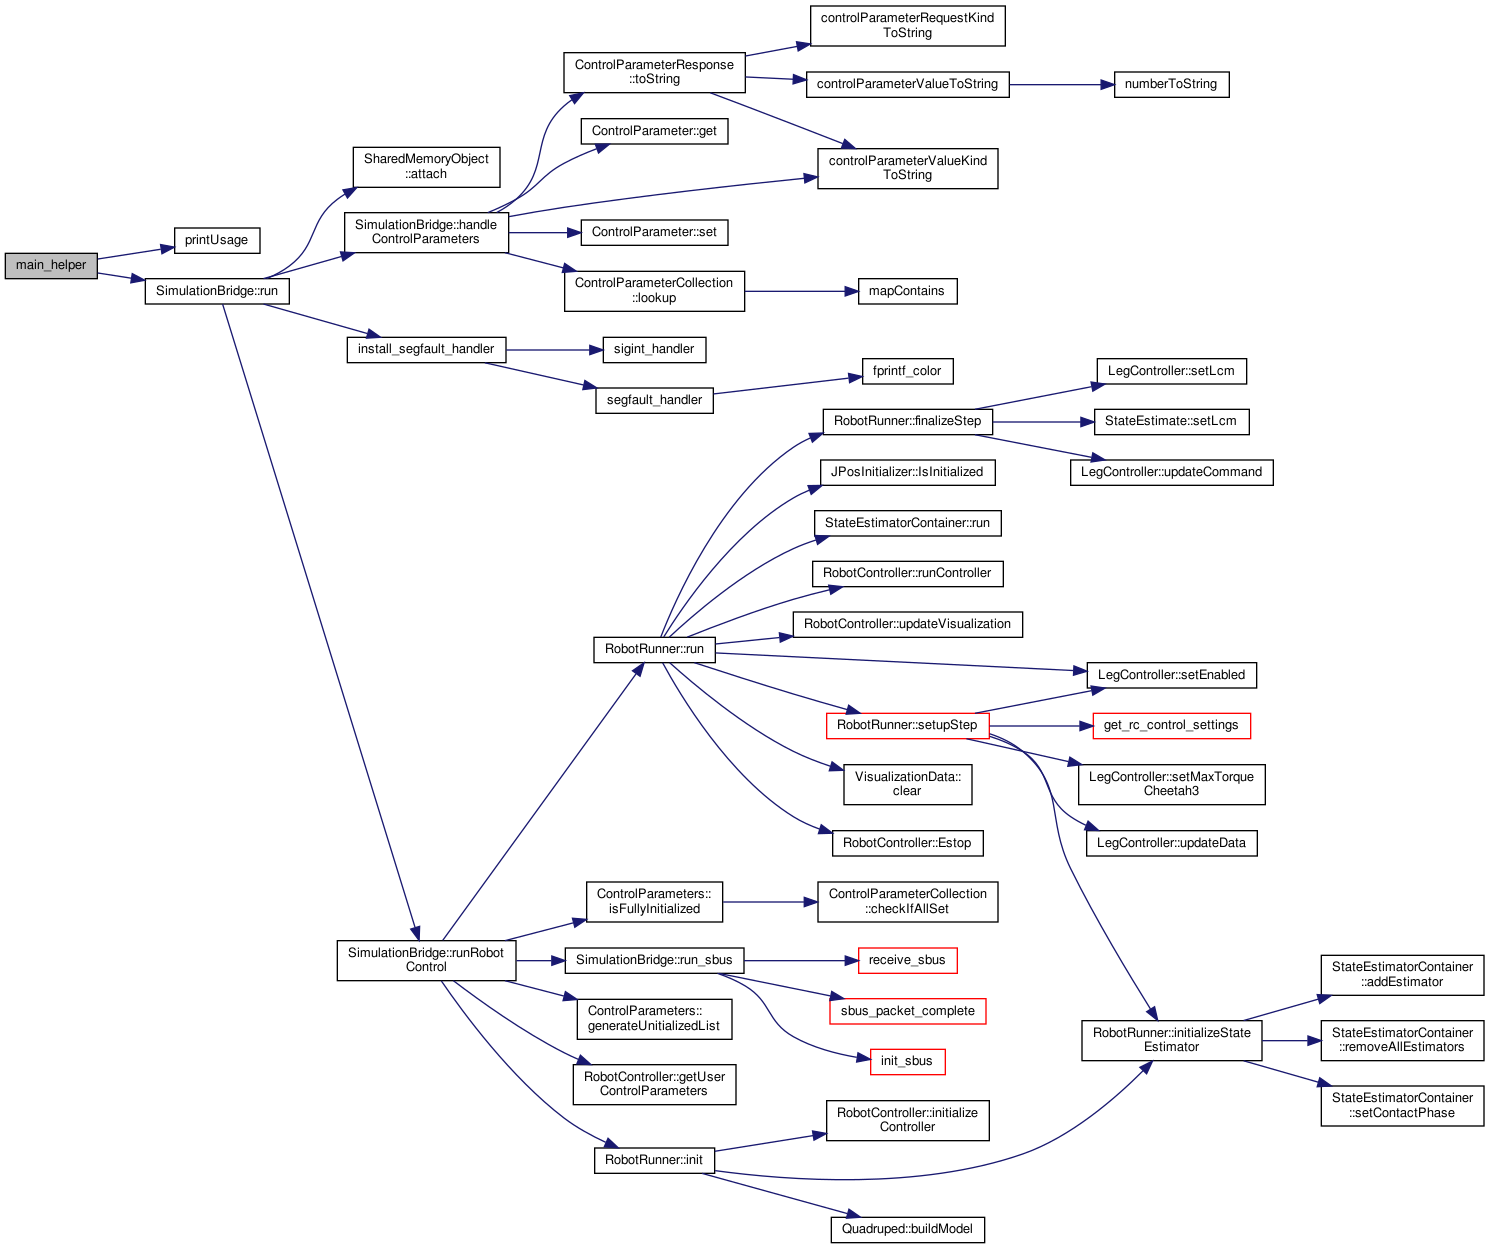 controlParameterRequestKind
ToString
ControlParameterResponse
::toString
controlParameterValueToString
numberToString
ControlParameter::get
SharedMemoryObject
::attach
controlParameterValueKind
ToString
SimulationBridge::handle
ControlParameters
ControlParameter::set
printUsage
main_helper
SimulationBridge::run
ControlParameterCollection
::lookup
mapContains
install_segfault_handler
sigint_handler
fprintf_color
segfault_handler
LegController::setLcm
RobotRunner::finalizeStep
StateEstimate::setLcm
JPosInitializer::IsInitialized
LegController::updateCommand
StateEstimatorContainer::run
RobotController::runController
RobotController::updateVisualization
RobotRunner::run
LegController::setEnabled
RobotRunner::setupStep
get_rc_control_settings
VisualizationData::
clear
LegController::setMaxTorque
Cheetah3
RobotController::Estop
LegController::updateData
ControlParameters::
isFullyInitialized
ControlParameterCollection
::checkIfAllSet
SimulationBridge::runRobot
Control
SimulationBridge::run_sbus
receive_sbus
StateEstimatorContainer
::addEstimator
ControlParameters::
generateUnitializedList
sbus_packet_complete
RobotRunner::initializeState
Estimator
StateEstimatorContainer
::removeAllEstimators
init_sbus
RobotController::getUser
ControlParameters
StateEstimatorContainer
::setContactPhase
RobotController::initialize
Controller
RobotRunner::init
Quadruped::buildModel